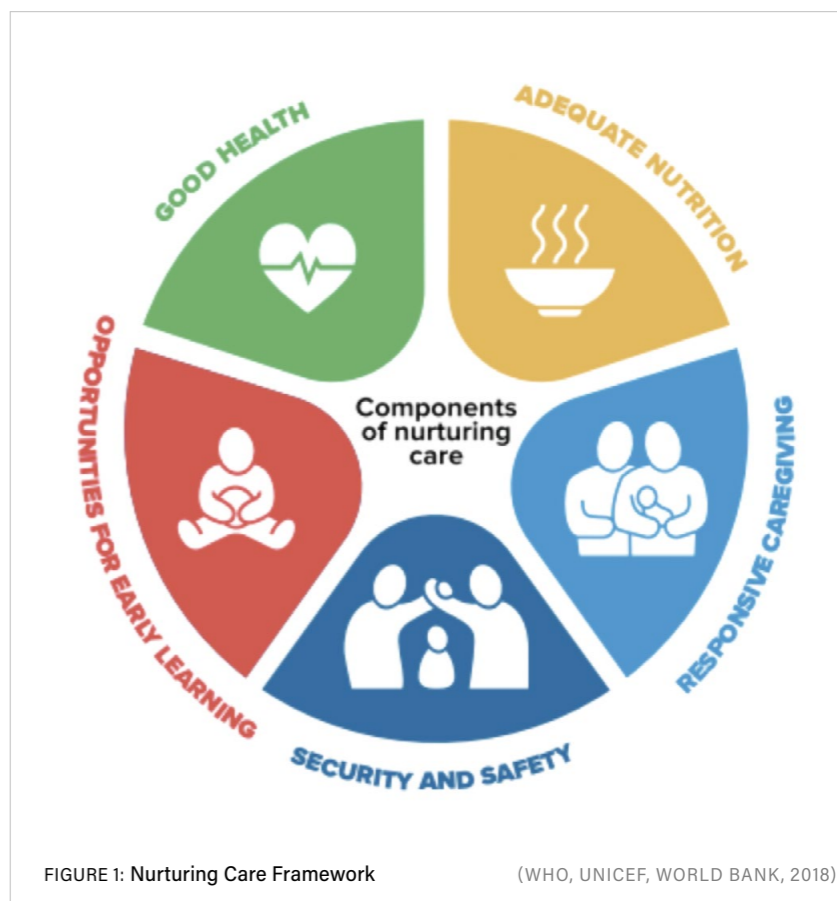 GOOD HEALTH
ADEQUATE NUTRITION
OPPORTUNITIES FOR EARLY LEARNING
Components
of nurturing
care
RESPONSIVE CAREGIVING
SECURITY AND SAFETY
FIGURE 1: Nurturing Care Framework
(WHO, UNICEF, WORLD BANK, 2018)